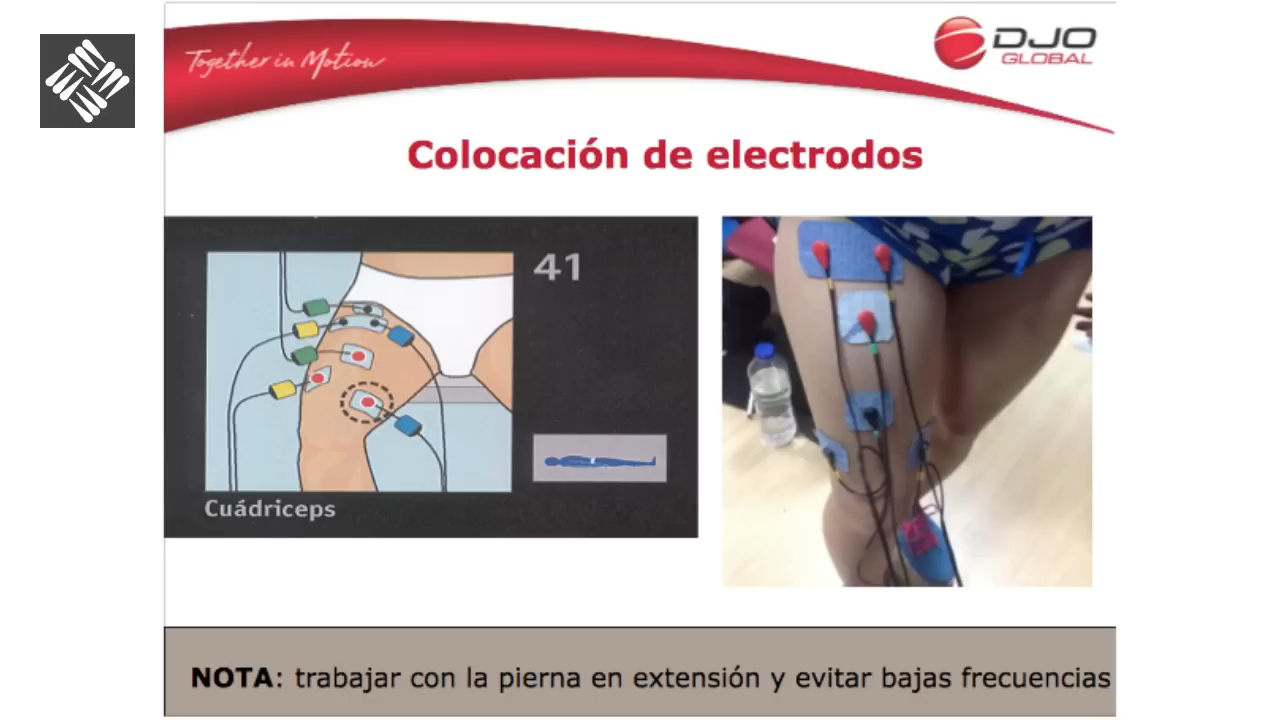 Together in Motion
DJO
GLOBAL
Colocación de electrodos
41
Cuádriceps
NOTA: trabajar con la pierna en extensión y evitar bajas frecuencias